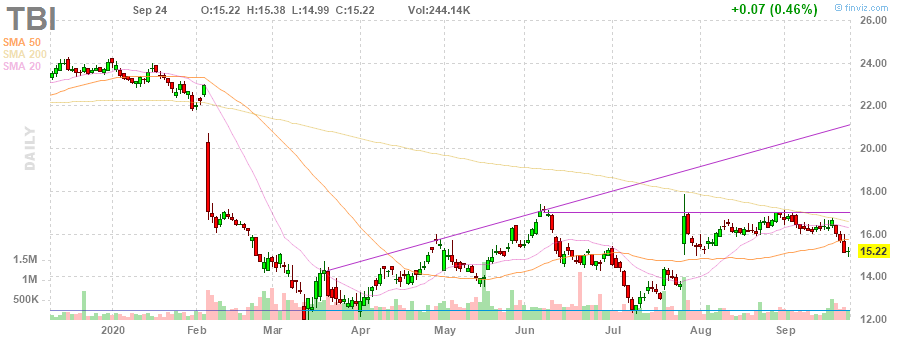 TBI
Sep 24 O:15.22 H:15.38 L:14.99 C:15.22 Vol:244.14K +0.07 (0.46%)
© finviz.com
SMA 50
SMA 200
SMA 20
DAILY
26.00
24.00
22.00
20.00
18.00
16.00
15.22
14.00
12.00
1.5M
1M
500K
2020 Feb Mar Apr May Jun Jul Aug Sep